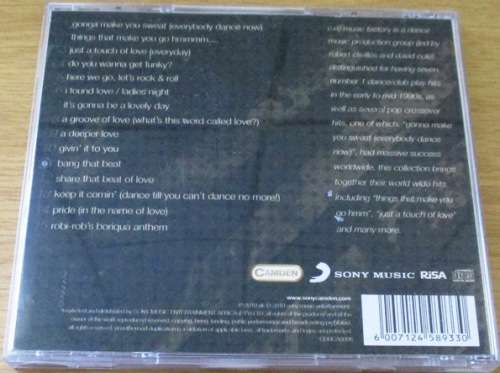 gonna make you sweat (everybody dance now)
things that make you go hmmmm....
just a touch of love (everyday)
do you wanna get funky?
here we go, let's rock & roll
i found love / ladies night
it's gonna be a lovely day
a groove of love (what's this word called love?)
a deeper love
givin' it to you
bang that beat
share that beat of love
keep it comin' (dance till you can't dance no more!)
pride (in the name of love)
robi-rob's boriqua anthem
c+c music factory is a dance
music production group (led by
robert clivilles and david cole)
distinguished for having seven
number 1 dance/club play hits
in the early to mid 1990s, as
well as several pop crossover
hits, one of which, "gonna make
you sweat (everybody dance
now)", had massive success
worldwide. this collection brings
together their world wide hits
including "things that make you
go hmm", "just a touch of love"
and many more.
CAMDEN
SONY MUSIC
RiSA
www.sonycamden.com
6 007124 589330